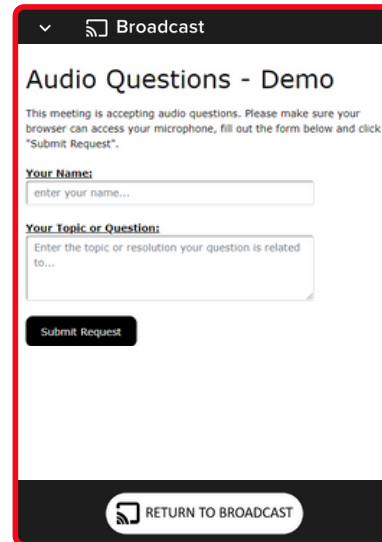 Broadcast
Audio Questions - Demo
This meeting is accepting audio questions. Please make sure your
browser can access your microphone, fill out the form below and click
"Submit Request".
Your Name:
enter your name...
Your Topic or Question:
Enter the topic or resolution your question is related
to...
Submit Request
RETURN TO BROADCAST